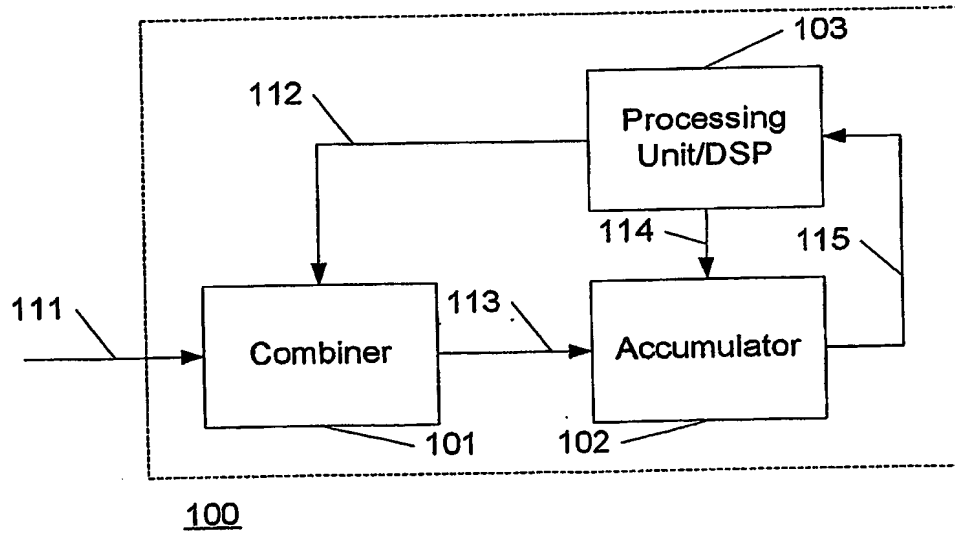 103
112
Processing
Unit/DSP
114
115
111
113
Combiner
Accumulator
101
102
100